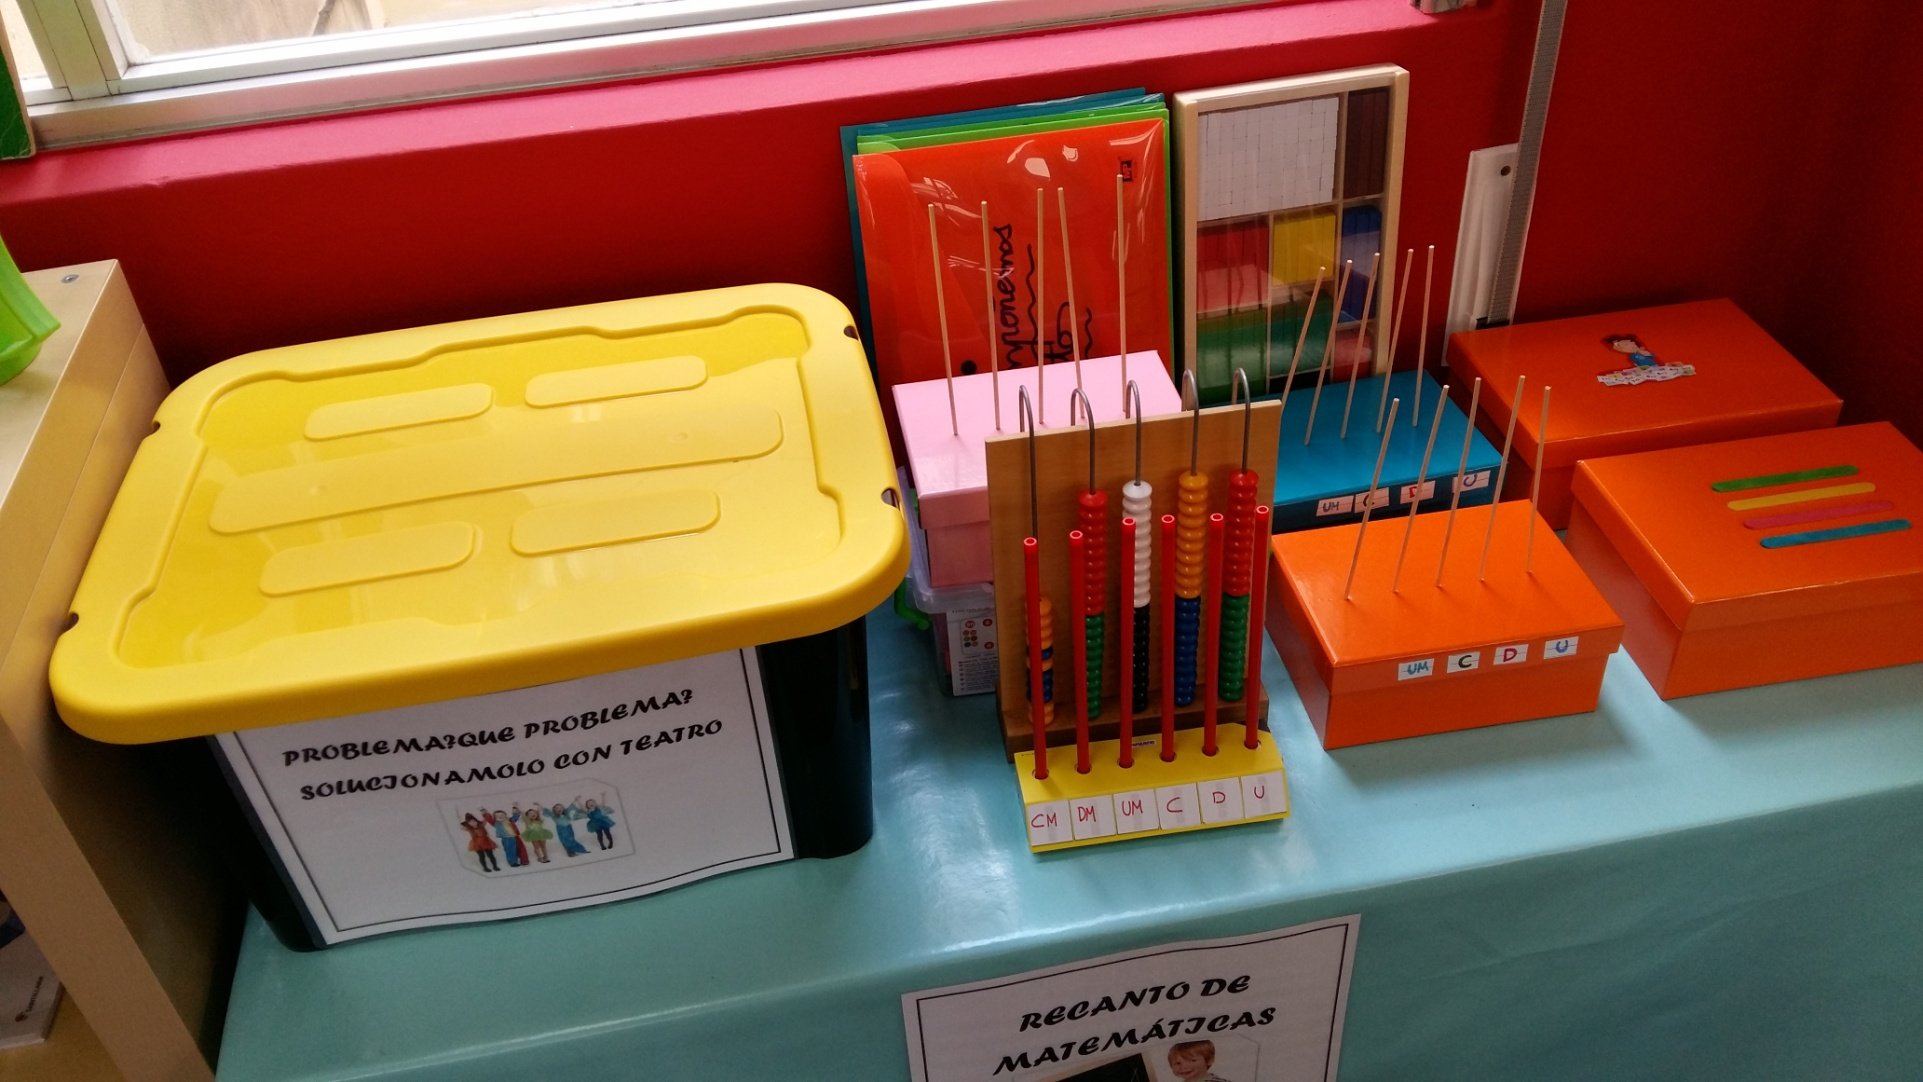 PROBLEMA?QUE PROBLEMA?
SOLUCIONAMOLO CON TEATRO
UM C D U
UM C D U
CM DM UM C D U
RECANTO DE
MATEMÁTICAS